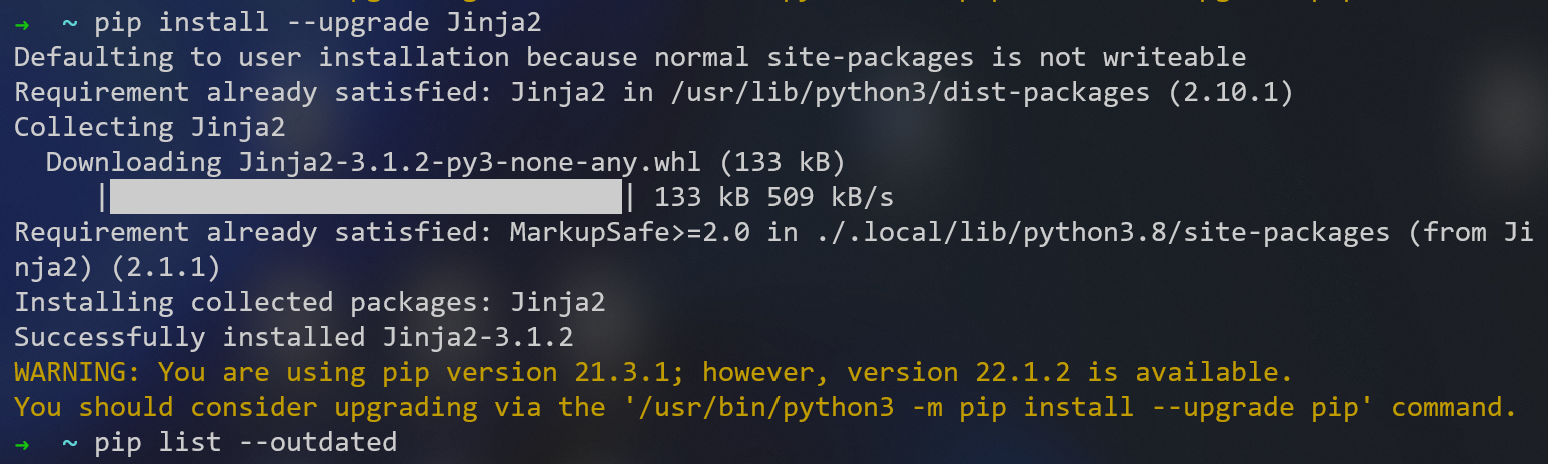 → ~ pip install --upgrade Jinja2
Defaulting to user installation because normal site-packages is not writeable
Requirement already satisfied: Jinja2 in /usr/lib/python3/dist-packages (2.10.1)
Collecting Jinja2
Downloading Jinja2-3.1.2-py3-none-any.whl (133 kB)
| | 133 kB 509 kB/s
Requirement already satisfied: MarkupSafe>=2.0 in ./.local/lib/python3.8/site-packages (from Ji
nja2) (2.1.1)
Installing collected packages: Jinja2
Successfully installed Jinja2-3.1.2
WARNING: You are using pip version 21.3.1; however, version 22.1.2 is available.
You should consider upgrading via the '/usr/bin/python3 -m pip install --upgrade pip' command.
→ ~ pip list --outdated